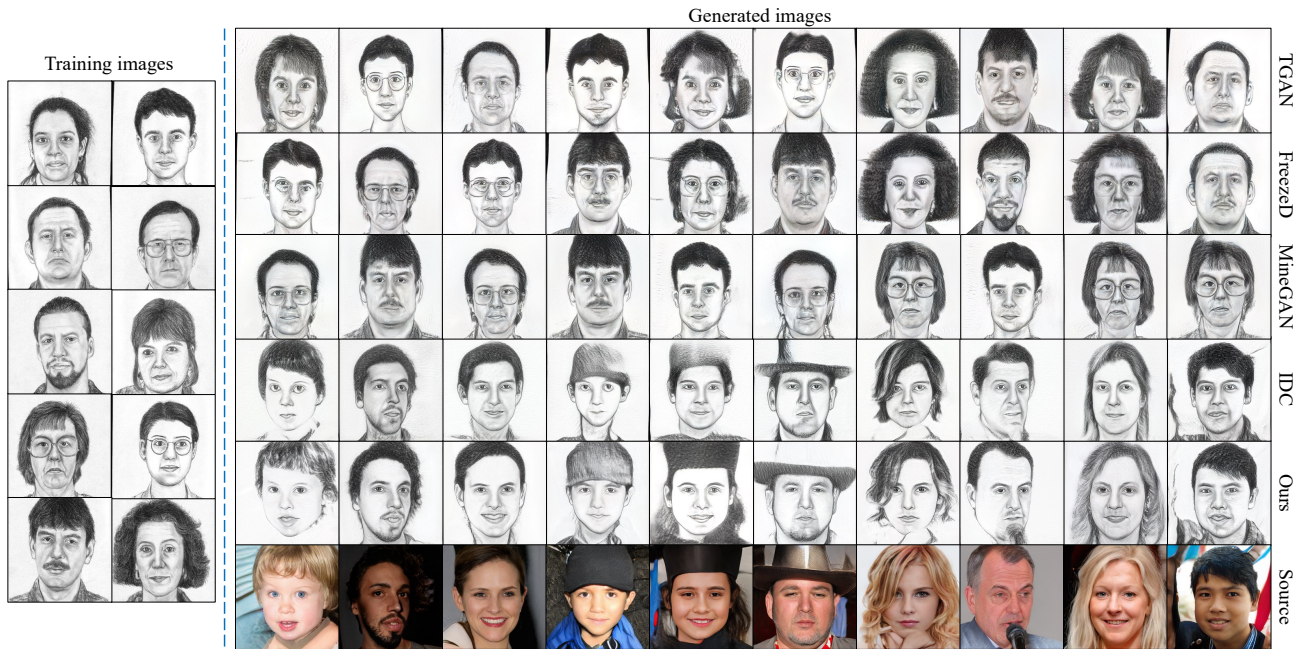 Generated images
Training images
TGAN
FreezeD
MineGAN
IDC
Ours
Source